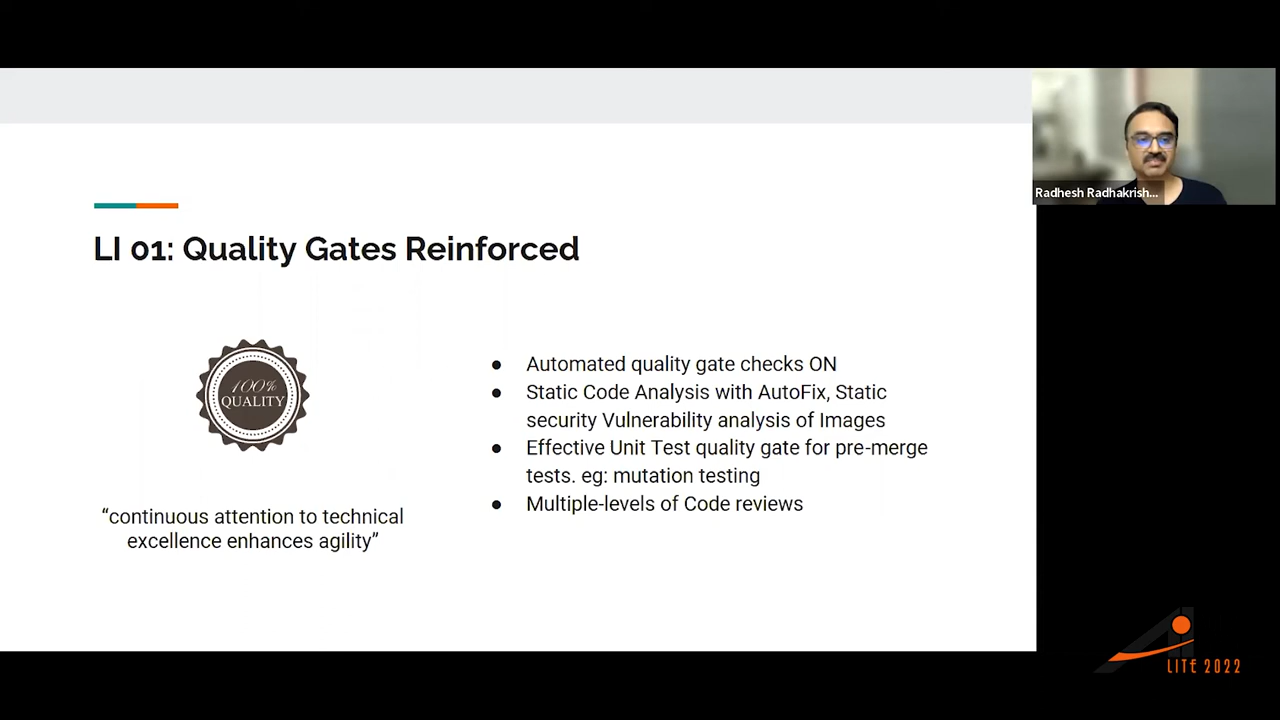 Radhesh Radhakrish...
LI 01: Quality Gates Reinforced
100%
QUALITY
“continuous attention to technical
excellence enhances agility”
● Automated quality gate checks ON
● Static Code Analysis with AutoFix, Static
security Vulnerability analysis of Images
● Effective Unit Test quality gate for pre-merge
tests. eg: mutation testing
● Multiple-levels of Code reviews
LITE 2022